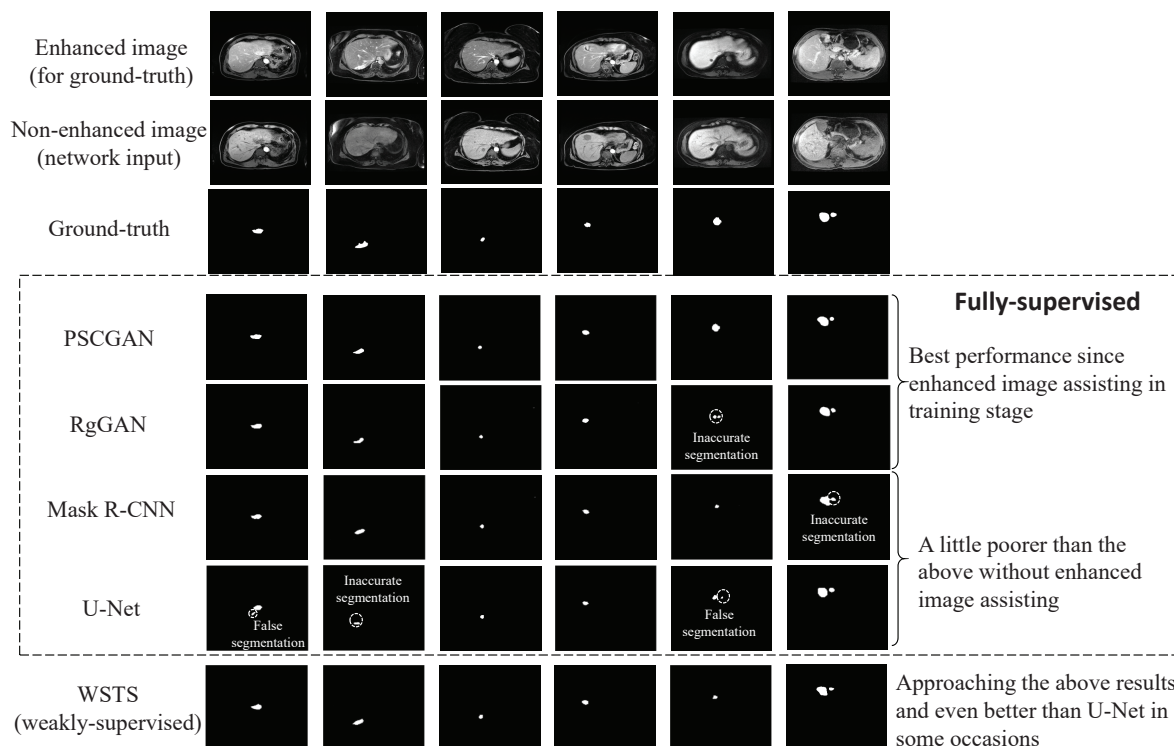 Enhanced image
(for ground-truth)
Non-enhanced image
(network input)
Ground-truth
Fully-supervised
PSCGAN
Best performance since
enhanced image assisting in
training stage
RgGAN
Inaccurate
segmentation
Mask R-CNN
Inaccurate
segmentation
A little poorer than the
above without enhanced
image assisting
U-Net
False
segmentation
Inaccurate
segmentation
False
segmentation
WSTS
(weakly-supervised)
Approaching the above results
and even better than U-Net in
some occasions